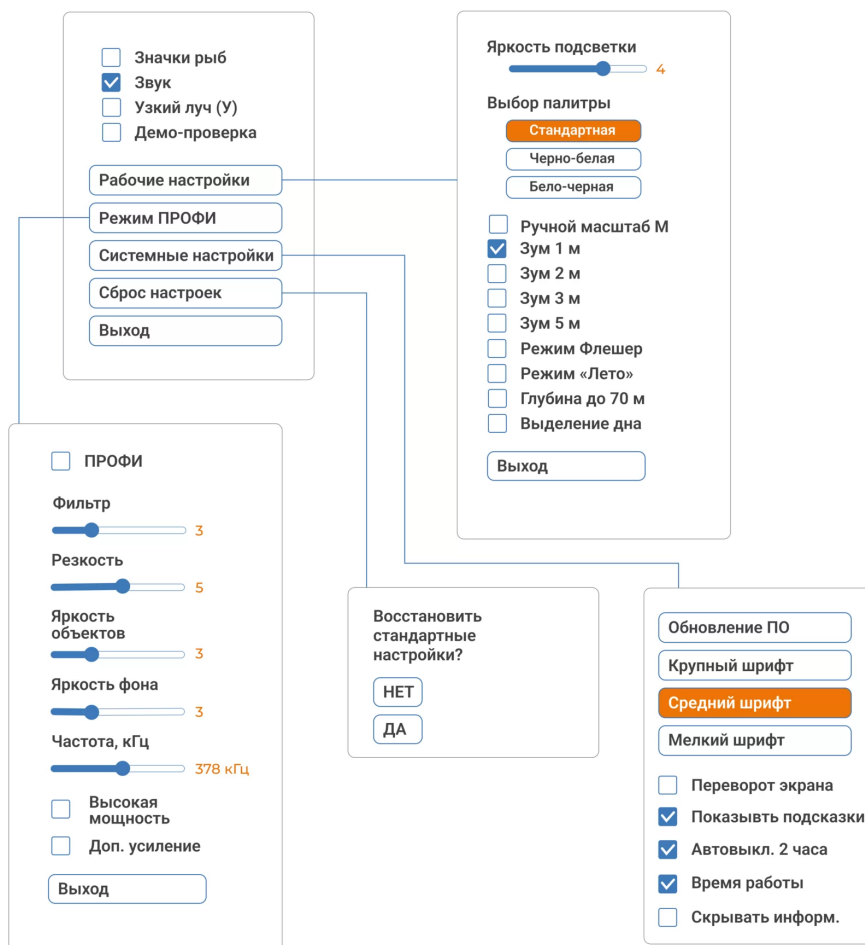 Значки рыб
Звук
Узкий луч (У)
Демо-проверка
Рабочие настройки
Режим ПРОФИ
Системные настройки
Сброс настроек
Выход
Яркость подсветки
4
Выбор палитры
Стандартная
Черно-белая
Бело-черная
Ручной масштаб М
Зум 1 м
Зум 2 м
Зум 3 м
Зум 5 м
Режим Флешер
Режим «Лето»
Глубина до 70 м
Выделение дна
Выход
ПРОФИ
Фильтр
3
Резкость
5
Яркость
объектов
3
Яркость фона
3
Частота, кГц
378 кГц
Высокая
мощность
Доп. усиление
Выход
Восстановить
стандартные
настройки?
НЕТ
ДА
Обновление ПО
Крупный шрифт
Средний шрифт
Мелкий шрифт
Переворот экрана
Показывть подсказки
Автовыкл. 2 часа
Время работы
Скрывать информ.